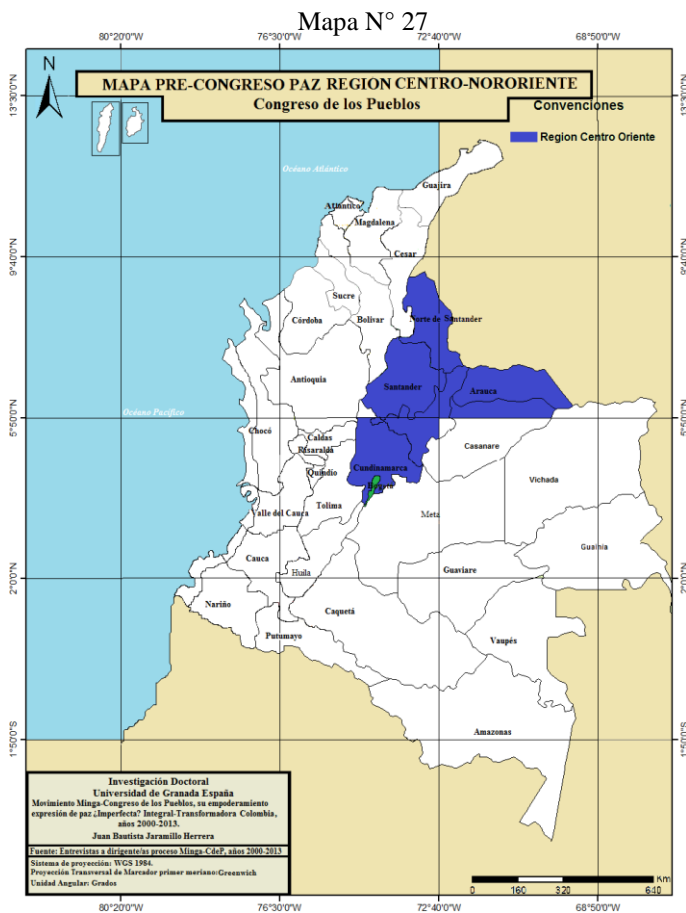 Mapa N° 27
80°20'0"W 76°30'0"W 72°40'0"W 68°50'0"W
N
MAPA PRE-CONGRESO PAZ REGION CENTRO-NORORIENTE
Congreso de los Pueblos
Convenciones
Region Centro Oriente
13°30'0"N
13°30'0"N
Océano Atlántico
Guajira
Atlántico
Magdalena
Cesar
9°40'0"N
9°40'0"N
Sucre
Córdoba
Bolívar
Norte de Santander
Antioquia
Santander
Arauca
Océano Pacífico
5°50'0"N
5°50'0"N
Chocó
Caldas
Risaralda
Quindío
Cundinamarca
Bogotá
Casanare
Vichada
Valle del Cauca
Tolima
Meta
Guainia
Cauca
Huila
Guaviare
2°0'0"N
2°0'0"N
Nariño
Caquetá
Putumayo
Vaupés
Amazonas
1°50'0"S
1°50'0"S
Investigación Doctoral
Universidad de Granada España
Movimiento Minga-Congreso de los Pueblos, su empoderamiento
expresión de paz ¿Imperfecta? Integral-Transformadora Colombia,
años 2000-2013.
Juan Bautista Jaramillo Herrera
Fuente: Entrevistas a dirigente/as proceso Minga-CdeP, años 2000-2013
Sistema de proyección: WGS 1984.
Proyección Transversal de Marcador primer meriano: Greenwich
Unidad Angular: Grados
Km
0 160 320 640
80°20'0"W 76°30'0"W 72°40'0"W 68°50'0"W